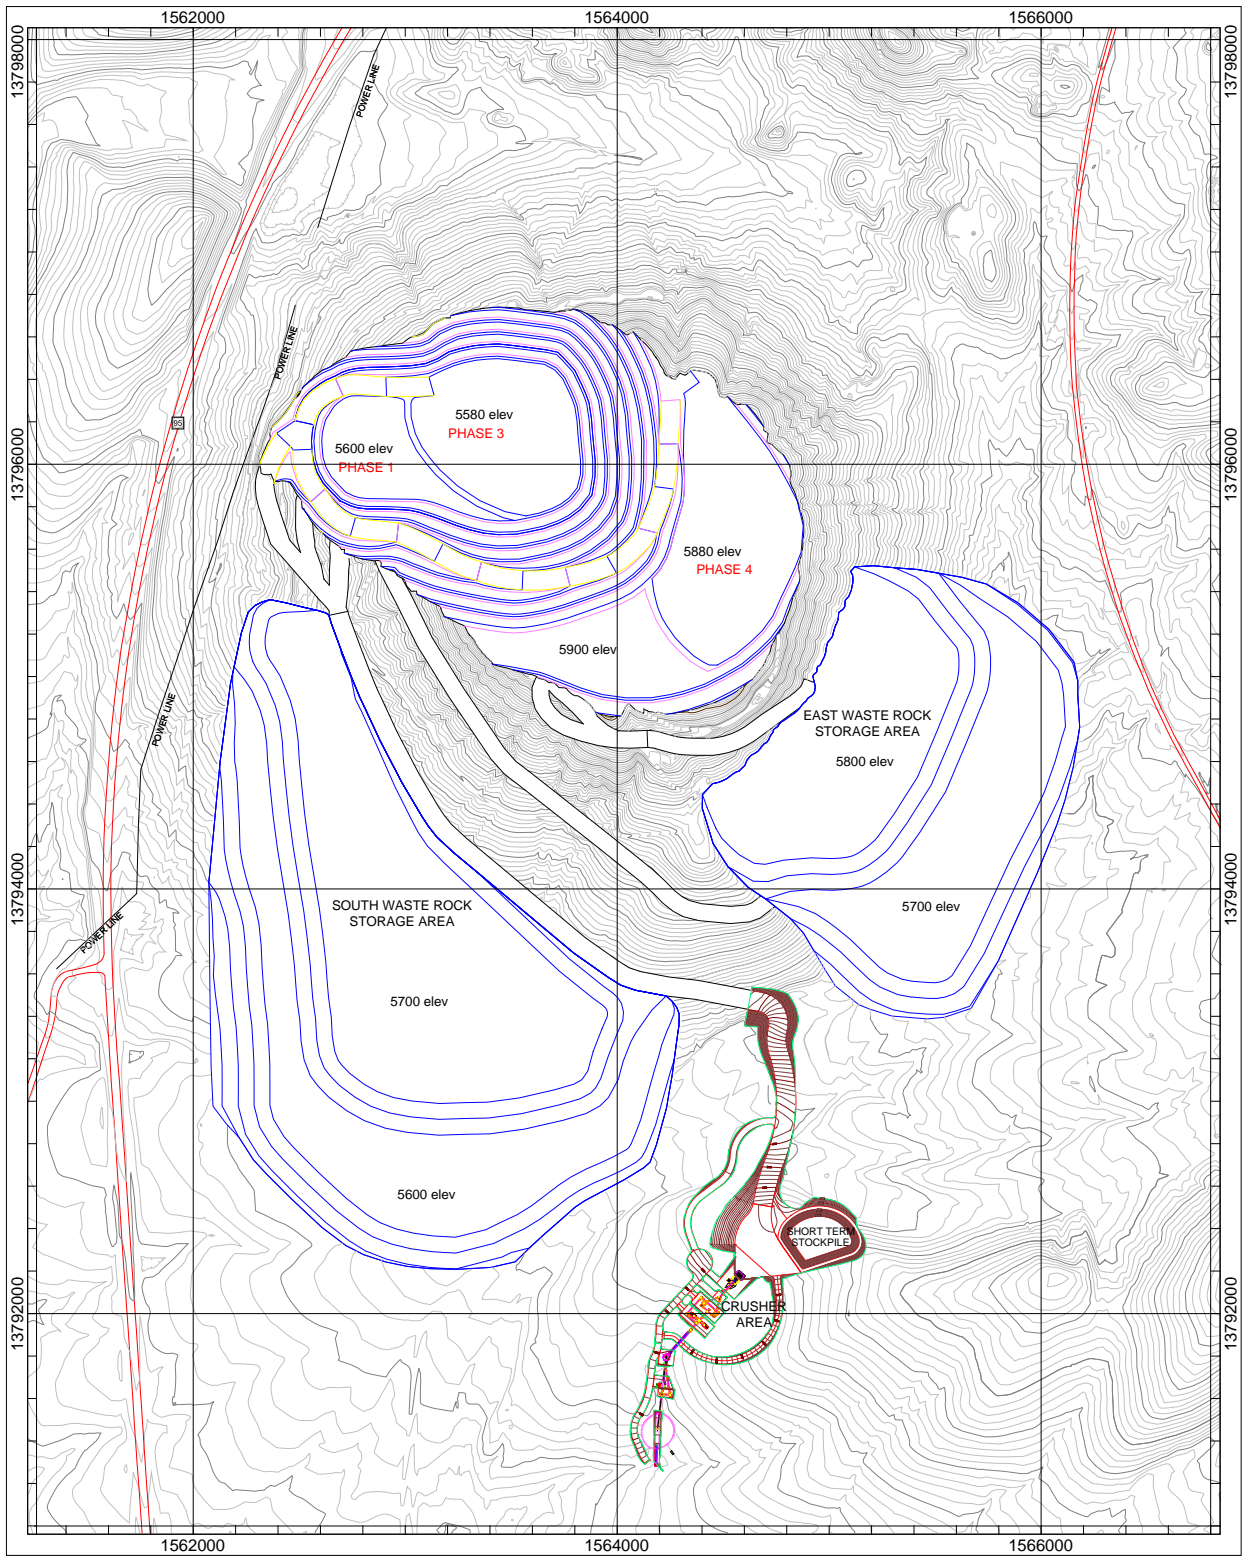 1562000
1564000
1566000
13798000
13798000
POWER LINE
POWER LINE
95
5580 elev
PHASE 3
5600 elev
PHASE 1
13796000
13796000
5880 elev
PHASE 4
5900 elev
POWER LINE
EAST WASTE ROCK
STORAGE AREA
5800 elev
13794000
13794000
SOUTH WASTE ROCK
STORAGE AREA
5700 elev
POWER LINE
5700 elev
5600 elev
SHORT TERM
STOCKPILE
13792000
13792000
CRUSHER
AREA
1562000
1564000
1566000